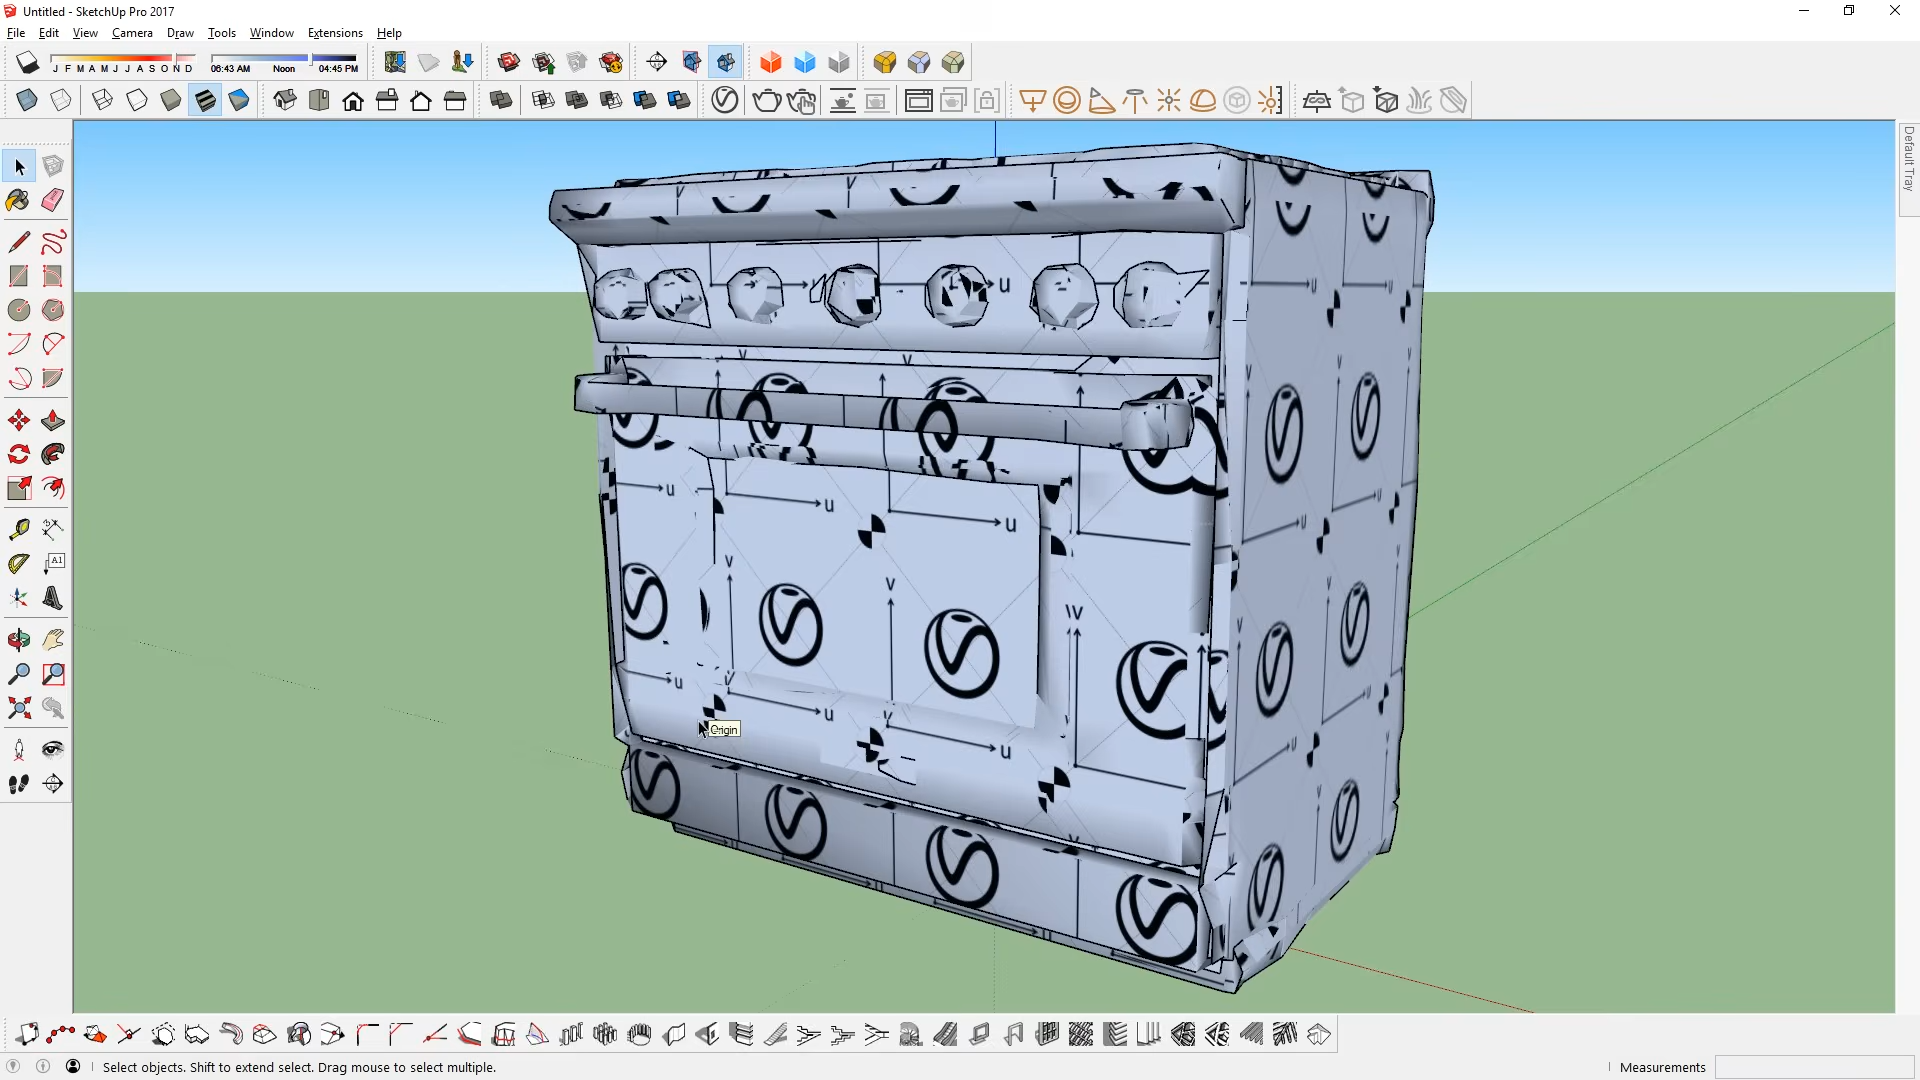 Untitled - SketchUp Pro 2017
File Edit View Camera Draw Tools Window Extensions Help
J F M A M J J A S O N D
06:43 AM Noon 04:45 PM
A1
Default Tray
v v
u
u u
v v
v
u u u
u u
v v v
u u
v
u
v
u
v
Origin
u
Select objects. Shift to extend select. Drag mouse to select multiple.
Measurements